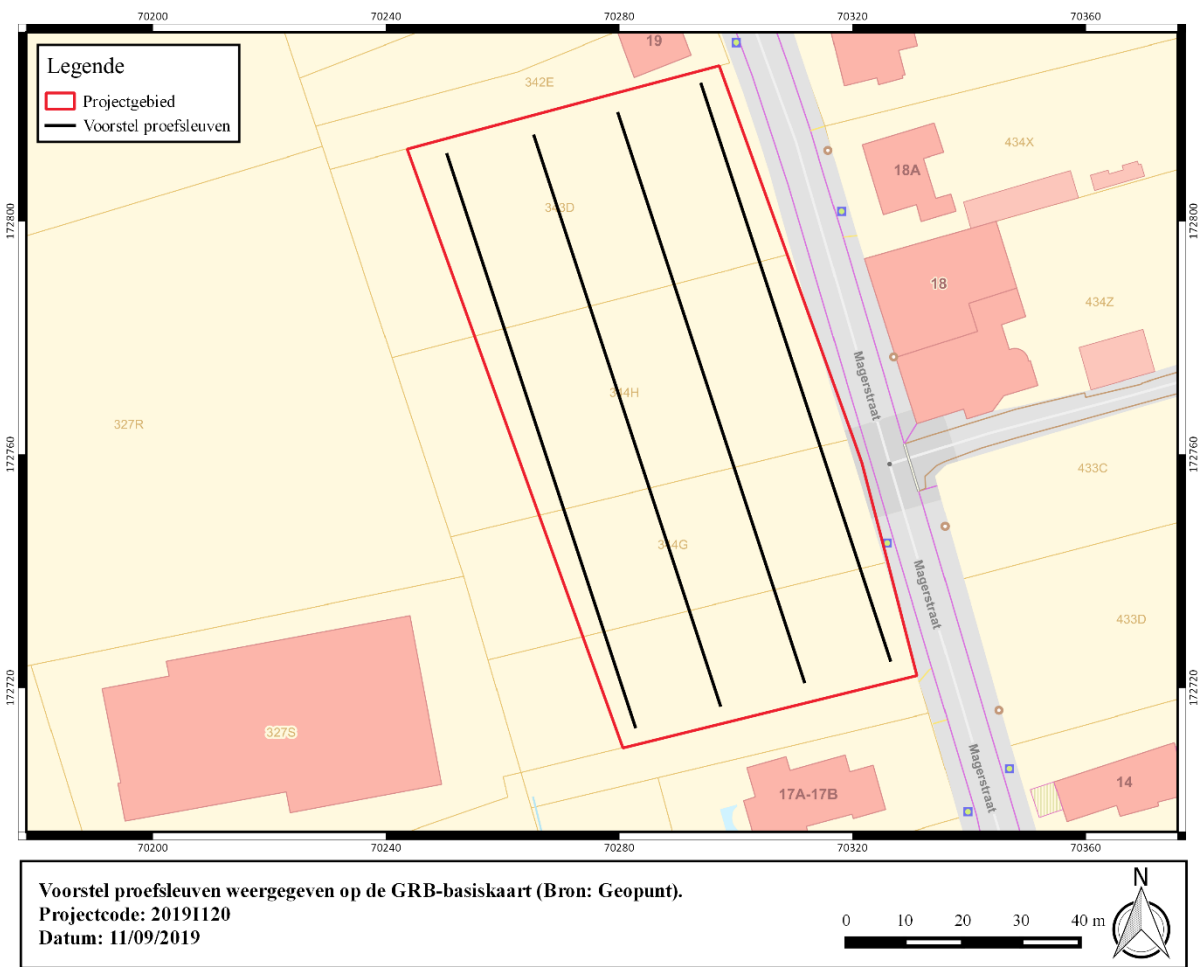 70200 70240 70280 70320 70360
Legende
Projectgebied
Voorstel proefsleuven
19
342E
434X
18A
172800
343D
172800
18
434Z
Magerstraat
344H
327R
172760
172760
433C
344G
Magerstraat
433D
172720
172720
327S
Magerstraat
17A-17B
14
70200 70240 70280 70320 70360
Voorstel proefsleuven weergegeven op de GRB-basiskaart (Bron: Geopunt).
Projectcode: 2019I120
Datum: 11/09/2019
0 10 20 30 40 m
N